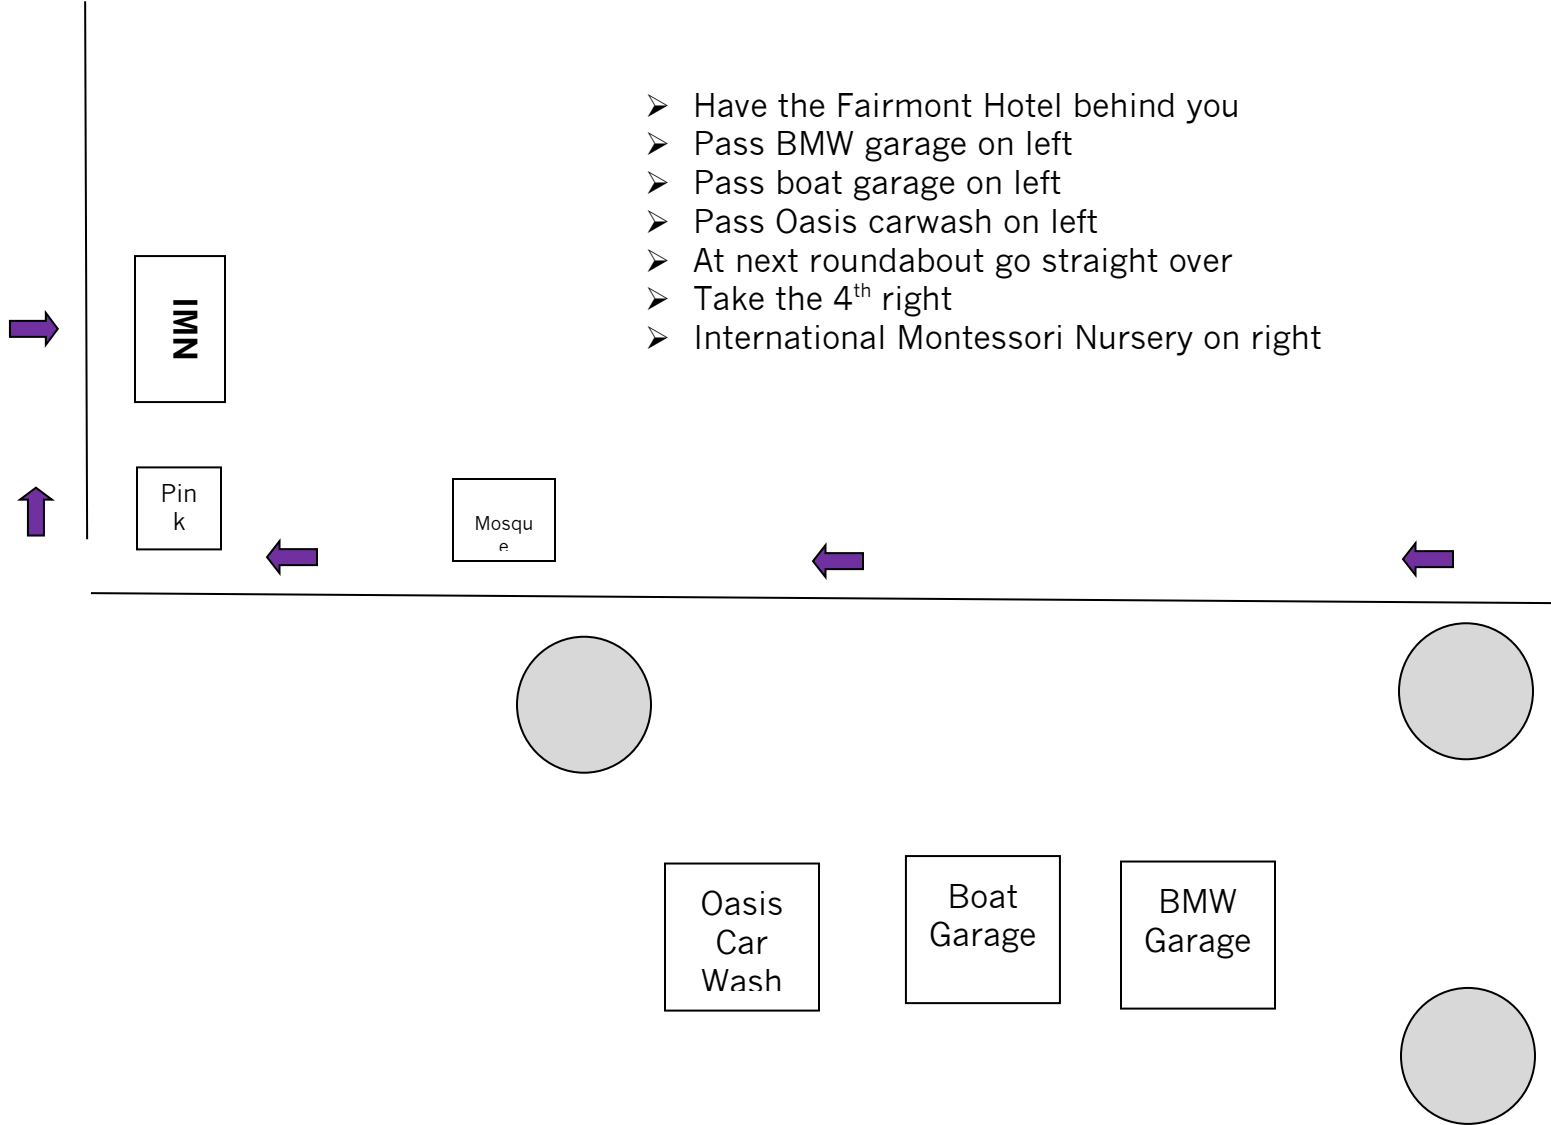 ➢ Have the Fairmont Hotel behind you
➢ Pass BMW garage on left
➢ Pass boat garage on left
➢ Pass Oasis carwash on left
➢ At next roundabout go straight over
➢ Take the 4th right
➢ International Montessori Nursery on right
IMN
Pin
k
Mosqu
e
Oasis
Car
Wash
Boat
Garage
BMW
Garage